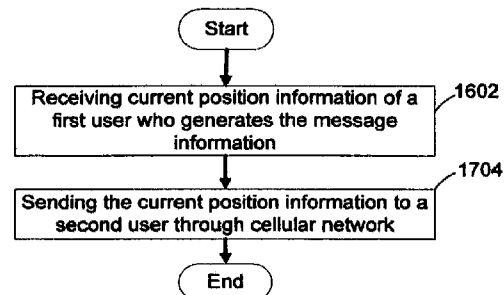 Start
Receiving current position information of a
first user who generates the message
information
1602
Sending the current position information to a
second user through cellular network
1704
End